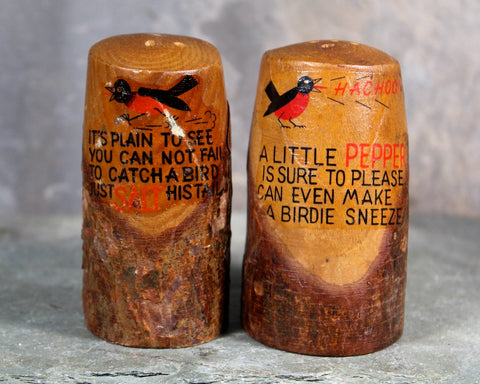 IT'S PLAIN TO SEE
YOU CAN NOT FAIL
TO CATCH A BIRD
JUST SALT HIS TAIL
HACHOO
A LITTLE PEPPER
IS SURE TO PLEASE
CAN EVEN MAKE
A BIRDIE SNEEZE